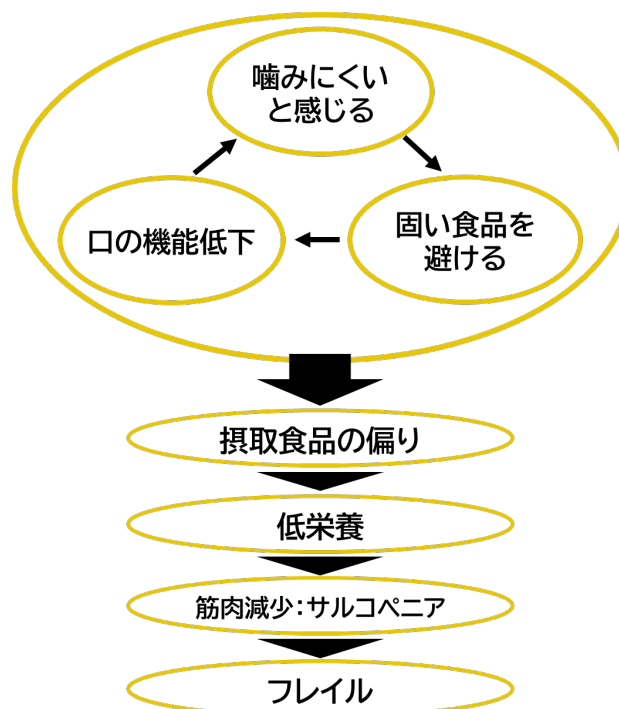 噛みにくい
と感じる
口の機能低下
固い食品を
避ける
摂取食品の偏り
低栄養
筋肉減少：サルコペニア
フレイル